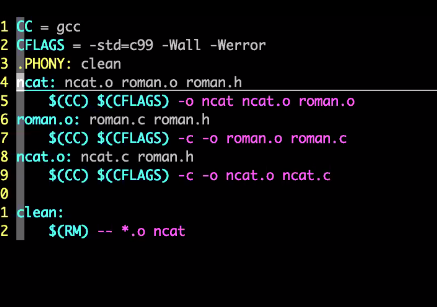 1 CC = gcc
2 CFLAGS = -std=c99 -Wall -Werror
3 .PHONY: clean
4 ncat: ncat.o roman.o roman.h
5     $(CC) $(CFLAGS) -o ncat ncat.o roman.o
6 roman.o: roman.c roman.h
7     $(CC) $(CFLAGS) -c -o roman.o roman.c
8 ncat.o: ncat.c roman.h
9     $(CC) $(CFLAGS) -c -o ncat.o ncat.c
0
1 clean:
2     $(RM) -- *.o ncat